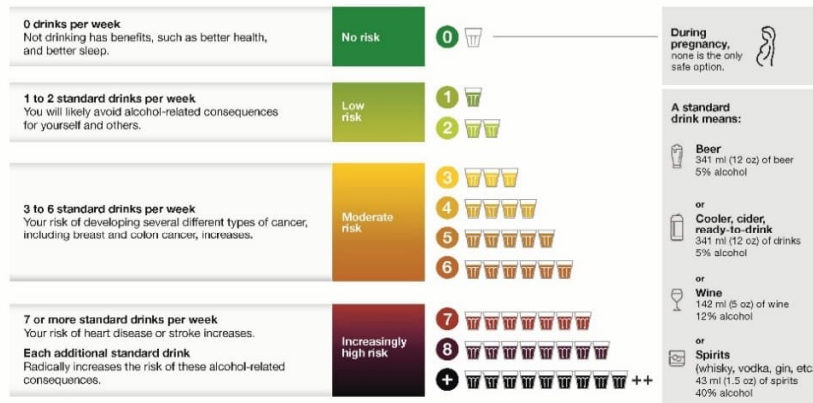 0 drinks per week
Not drinking has benefits, such as better health,
and better sleep.
No risk
0
During
pregnancy,
none is the only
safe option.
1 to 2 standard drinks per week
You will likely avoid alcohol-related consequences
for yourself and others.
Low
risk
1
2
3 to 6 standard drinks per week
Your risk of developing several different types of cancer,
including breast and colon cancer, increases.
Moderate
risk
3
4
5
6
7 or more standard drinks per week
Your risk of heart disease or stroke increases.
Each additional standard drink
Radically increases the risk of these alcohol-related
consequences.
Increasingly
high risk
7
8
+
++
A standard
drink means:
Beer
341 ml (12 oz) of beer
5% alcohol
or
Cooler, cider,
ready-to-drink
341 ml (12 oz) of drinks
5% alcohol
or
Wine
142 ml (5 oz) of wine
12% alcohol
or
Spirits
(whisky, vodka, gin, etc
43 ml (1.5 oz) of spirits
40% alcohol